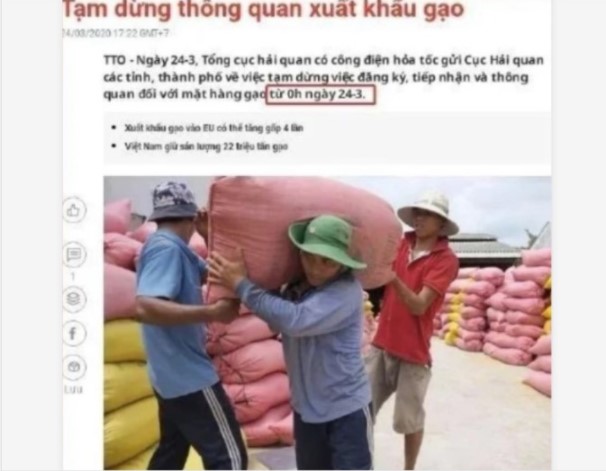 Tạm dừng thông quan xuất khẩu gạo
24/03/2020 17:22 GMT+7
TTO - Ngày 24-3, Tổng cục hải quan có công điện hỏa tốc gửi Cục Hải quan
các tỉnh, thành phố về việc tạm dừng việc đăng ký, tiếp nhận và thông
quan đối với mặt hàng gạo từ 0h ngày 24-3.
Xuất khẩu gạo vào EU có thể tăng gấp 4 lần
Việt Nam giữ sản lượng 22 triệu tấn gạo
1
f
Lưu